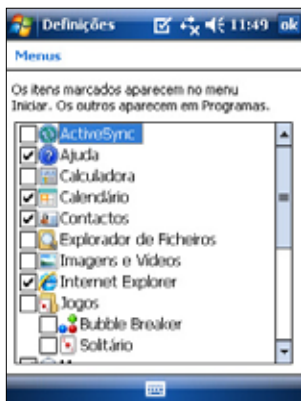 Definições 11:49 ok
Menus
Os itens marcados aparecem no menu
Iniciar. Os outros aparecem em Programas.
ActiveSync
Ajuda
Calculadora
Calendário
Contactos
Explorador de Ficheiros
Imagens e Vídeos
Internet Explorer
Jogos
Bubble Breaker
Solitário